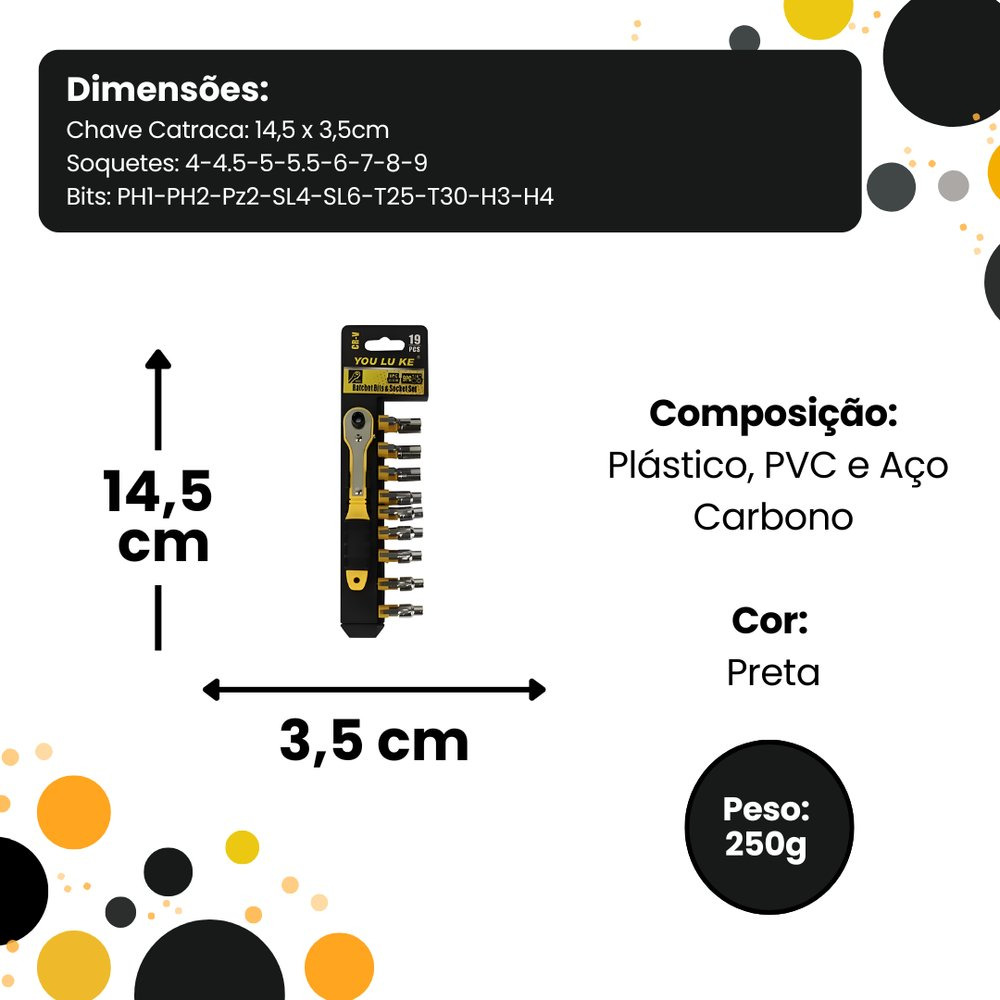 Dimensões:
Chave Catraca: 14,5 x 3,5cm
Soquetes: 4-4.5-5-5.5-6-7-8-9
Bits: PH1-PH2-Pz2-SL4-SL6-T25-T30-H3-H4
CR-V
19
PCS
YOU LU KE
Ratchet Bits & Socket Set
14,5
cm
3,5 cm
Composição:
Plástico, PVC e Aço
Carbono
Cor:
Preta
Peso:
250g